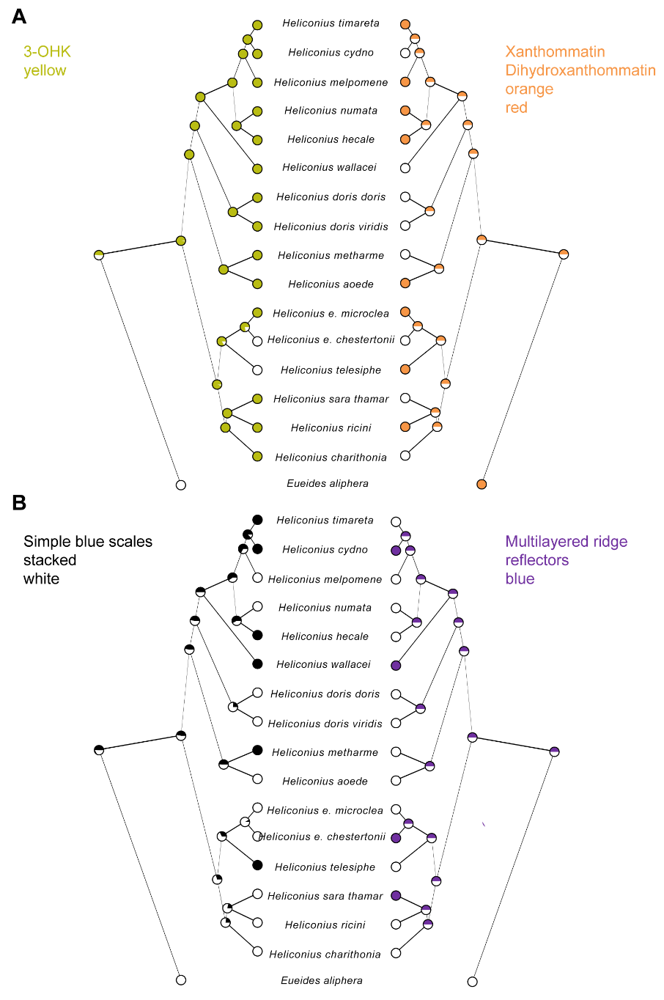 A
3-OHK
yellow
Xanthommatin
Dihydroxanthommatin
orange
red
Heliconius timareta
Heliconius cydno
Heliconius melpomene
Heliconius numata
Heliconius hecale
Heliconius wallacei
Heliconius doris doris
Heliconius doris viridis
Heliconius metharme
Heliconius aoede
Heliconius e. microclea
Heliconius e. chestertonii
Heliconius telesiphe
Heliconius sara thamar
Heliconius ricini
Heliconius charithonia
Eueides aliphera
B
Simple blue scales
stacked
white
Multilayered ridge
reflectors
blue
Heliconius timareta
Heliconius cydno
Heliconius melpomene
Heliconius numata
Heliconius hecale
Heliconius wallacei
Heliconius doris doris
Heliconius doris viridis
Heliconius metharme
Heliconius aoede
Heliconius e. microclea
Heliconius e. chestertonii
Heliconius telesiphe
Heliconius sara thamar
Heliconius ricini
Heliconius charithonia
Eueides aliphera